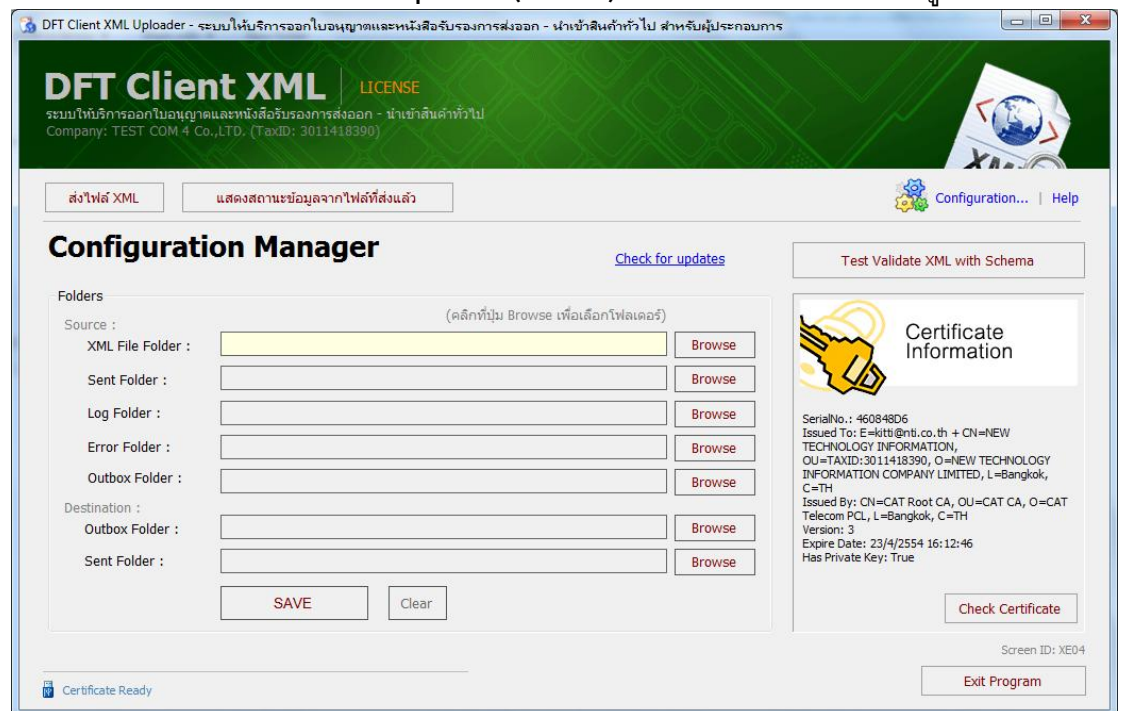 DFT Client XML Uploader - ระบบให้บริการออกใบอนุญาตและหนังสือรับรองการส่งออก - นำเข้าสินค้าทั่วไป สำหรับผู้ประกอบการ
DFT Client XML LICENSE
ระบบให้บริการออกใบอนุญาตและหนังสือรับรองการส่งออก - นำเข้าสินค้าทั่วไป
Company: TEST COM 4 Co.,LTD. (TaxID: 3011418390)
ส่งไฟล์ XML
แสดงสถานะข้อมูลจากไฟล์ที่ส่งแล้ว
Configuration... | Help
Configuration Manager
Check for updates
Test Validate XML with Schema
Folders
(คลิกที่ปุ่ม Browse เพื่อเลือกโฟลเดอร์)
Source :
XML File Folder : Browse
Sent Folder : Browse
Log Folder : Browse
Error Folder : Browse
Outbox Folder : Browse
Destination :
Outbox Folder : Browse
Sent Folder : Browse
SAVE
Clear
Certificate
Information
SerialNo.: 460848D6
Issued To: E=kitti@nti.co.th + CN=NEW
TECHNOLOGY INFORMATION,
OU=TAXID:3011418390, O=NEW TECHNOLOGY
INFORMATION COMPANY LIMITED, L=Bangkok,
C=TH
Issued By: CN=CAT Root CA, OU=CAT CA, O=CAT
Telecom PCL, L=Bangkok, C=TH
Version: 3
Expire Date: 23/4/2554 16:12:46
Has Private Key: True
Check Certificate
Screen ID: XE04
Certificate Ready
Exit Program